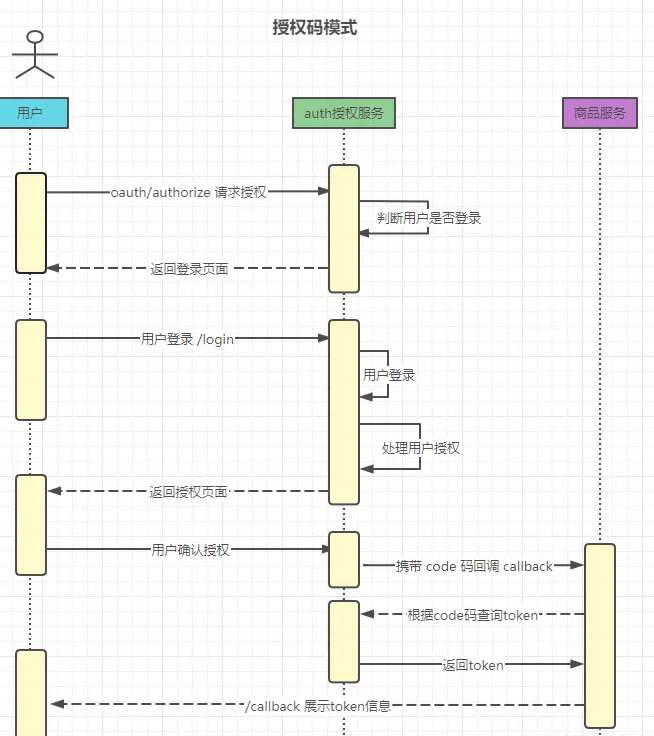 授权码模式
用户
auth授权服务
商品服务
oauth/authorize 请求授权
判断用户是否登录
返回登录页面
用户登录 /login
用户登录
处理用户授权
返回授权页面
用户确认授权
携带 code 码回调 callback
根据code码查询token
返回token
/callback 展示token信息